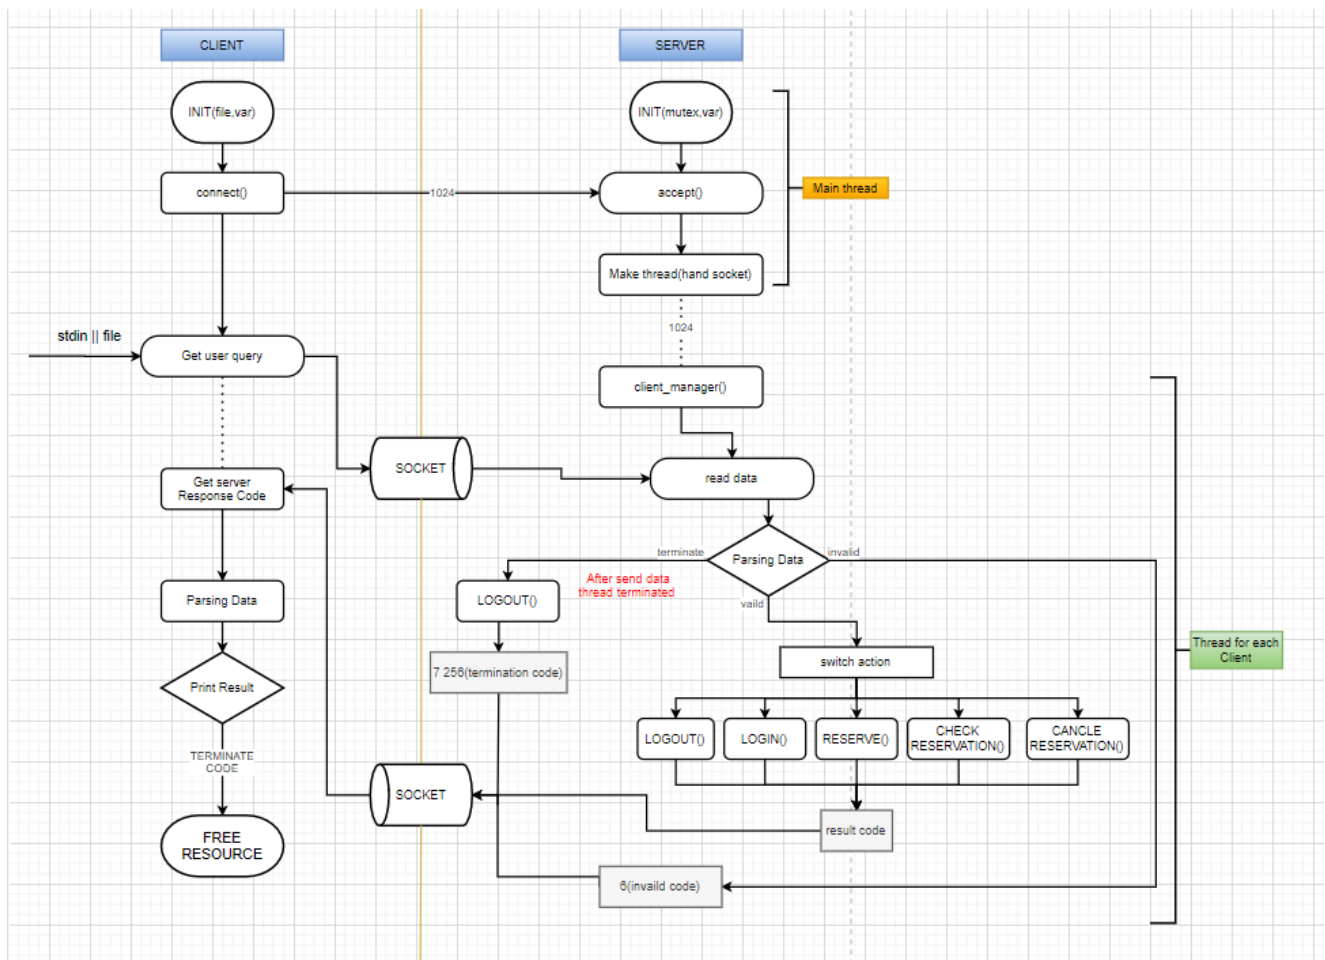 CLIENT
SERVER
INIT(file,var)
INIT(mutex,var)
connect()
1024
accept()
Main thread
Make thread(hand socket)
1024
stdin || file
Get user query
client_manager()
SOCKET
read data
Get server
Response Code
terminate
Parsing Data
invalid
After send data
thread terminated
vaild
LOGOUT()
Parsing Data
Thread for each
Client
switch action
7 256(termination code)
Print Result
LOGOUT()
LOGIN()
RESERVE()
CHECK
RESERVATION()
CANCLE
RESERVATION()
TERMINATE
CODE
SOCKET
result code
FREE
RESOURCE
6(invaild code)